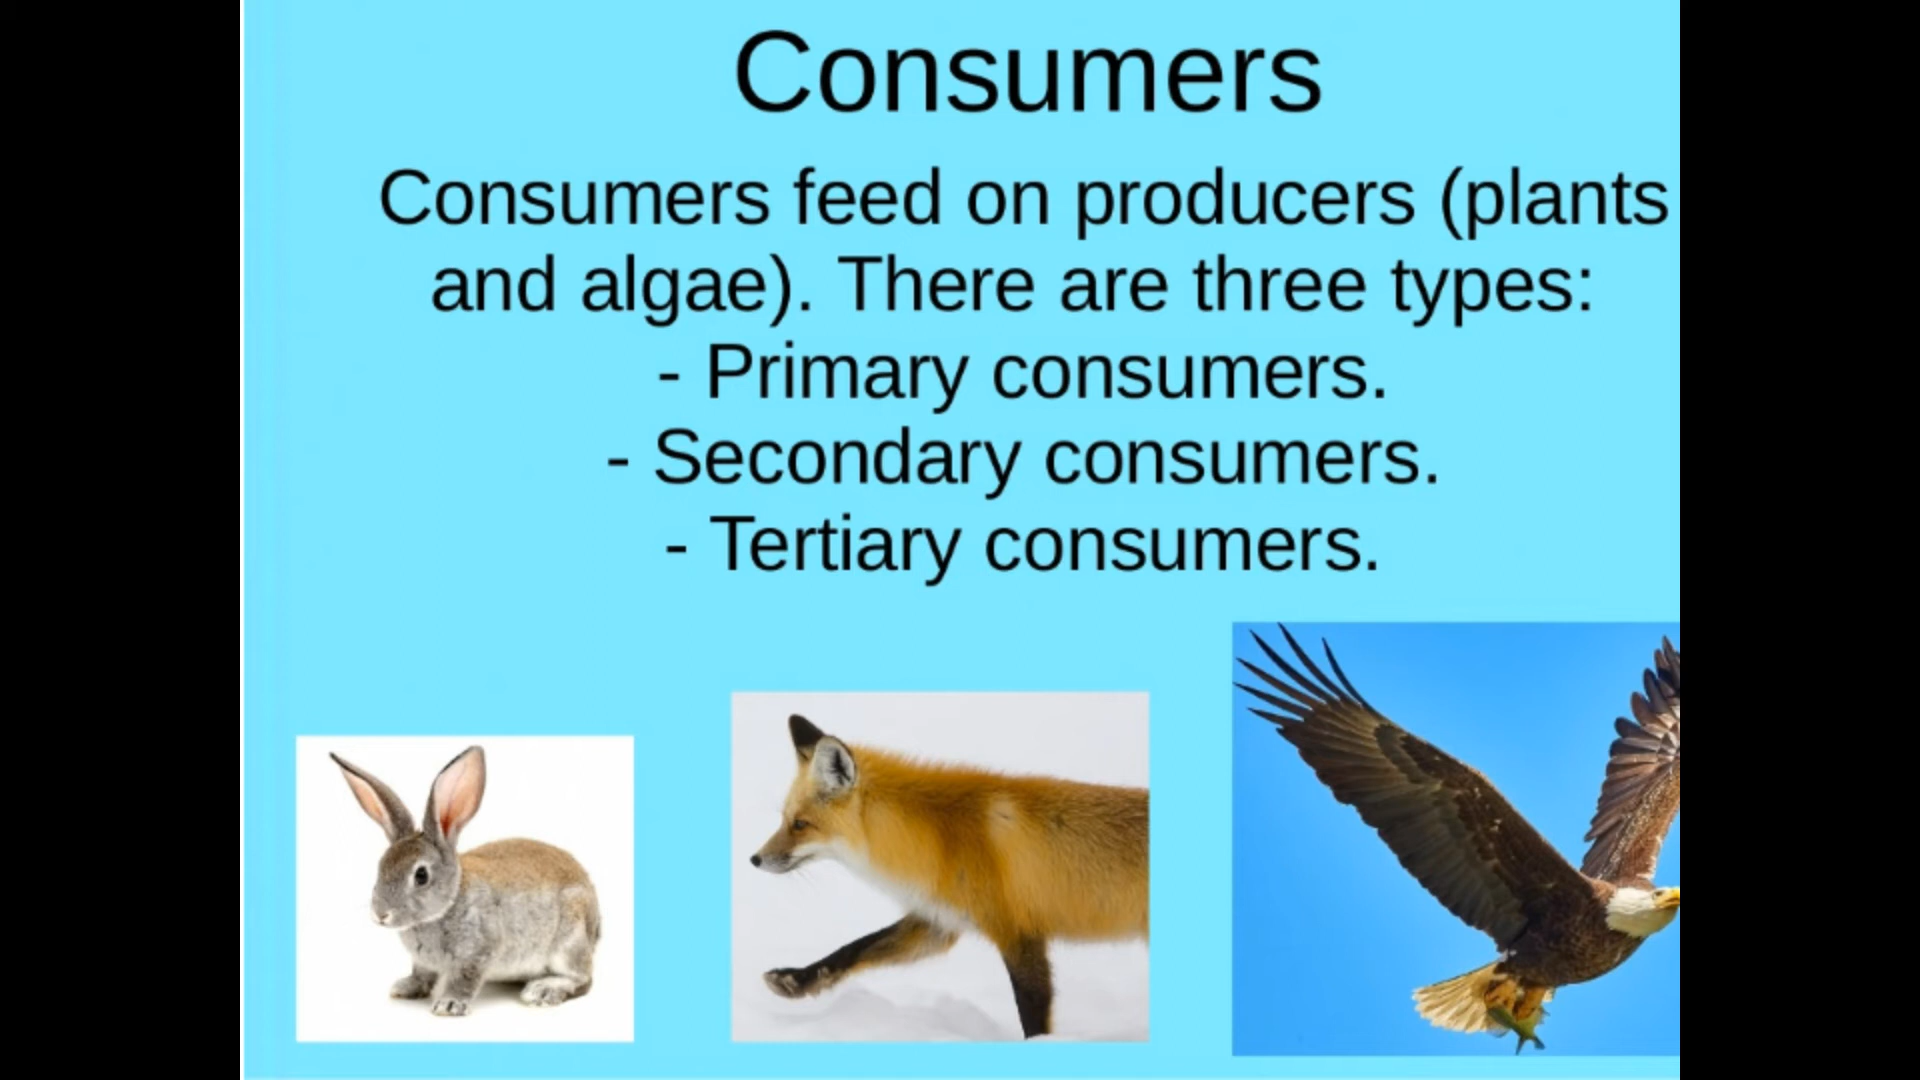 Consumers
Consumers feed on producers (plants
and algae). There are three types:
- Primary consumers.
- Secondary consumers.
- Tertiary consumers.